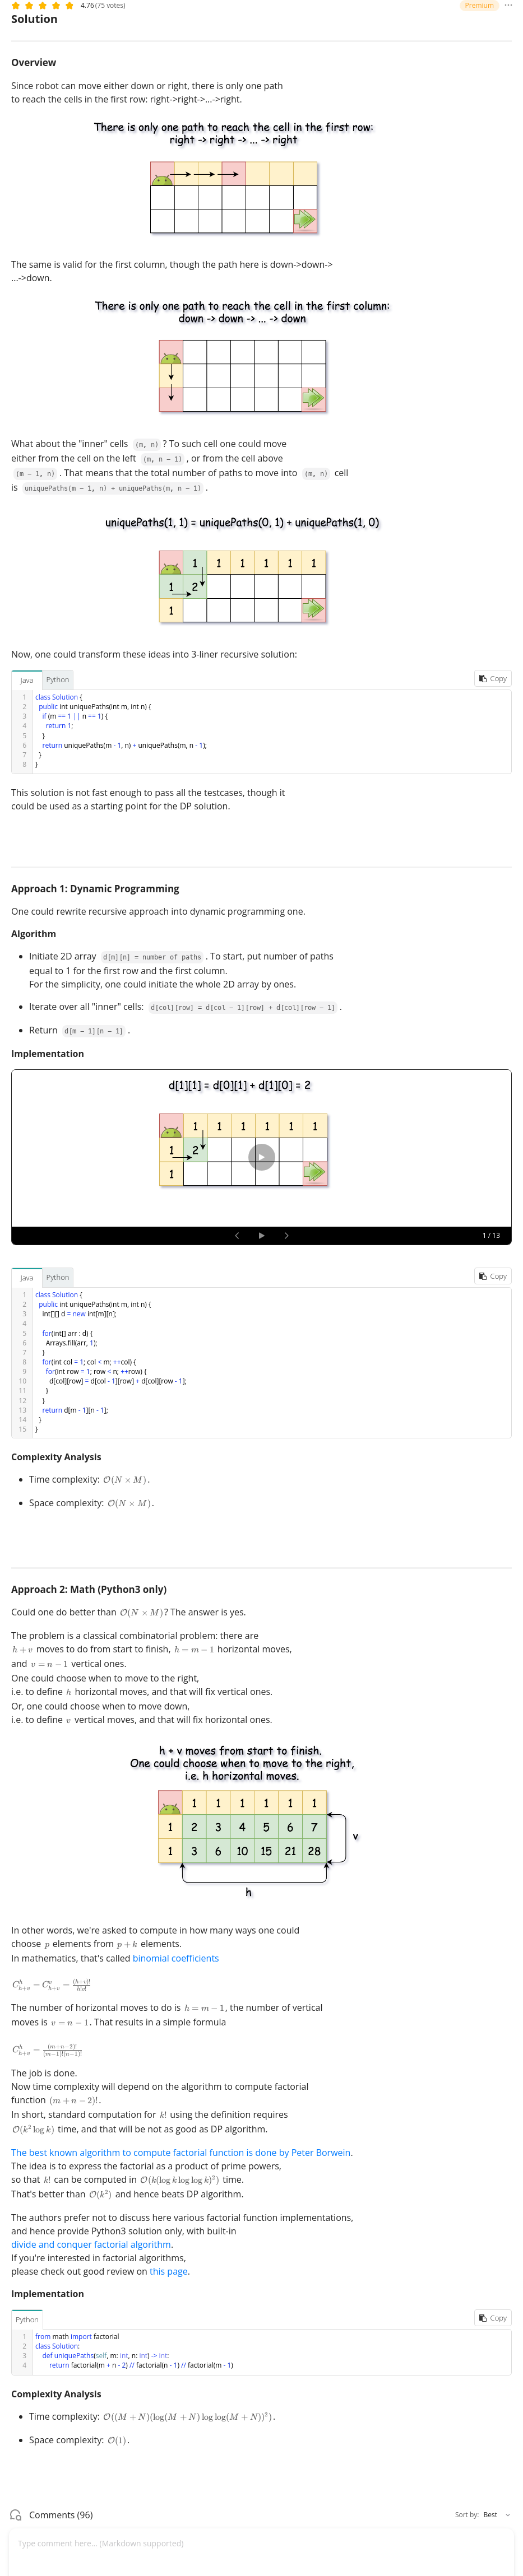 4.76 (75 votes)
Premium
Solution
Overview
Since robot can move either down or right, there is only one path
to reach the cells in the first row: right->right->...->right.
There is only one path to reach the cell in the first row:
right -> right -> ... -> right
The same is valid for the first column, though the path here is down->down->
...->down.
There is only one path to reach the cell in the first column:
down -> down -> ... -> down
What about the "inner" cells (m, n) ? To such cell one could move
either from the cell on the left (m, n - 1) , or from the cell above
(m - 1, n) . That means that the total number of paths to move into (m, n) cell
is uniquePaths(m - 1, n) + uniquePaths(m, n - 1) .
uniquePaths(1, 1) = uniquePaths(0, 1) + uniquePaths(1, 0)
1 1 1 1 1 1
1 2
1
Now, one could transform these ideas into 3-liner recursive solution:
Java Python Copy
1 class Solution {
2 public int uniquePaths(int m, int n) {
3 if (m == 1 || n == 1) {
4 return 1;
5 }
6 return uniquePaths(m - 1, n) + uniquePaths(m, n - 1);
7 }
8 }
This solution is not fast enough to pass all the testcases, though it
could be used as a starting point for the DP solution.
Approach 1: Dynamic Programming
One could rewrite recursive approach into dynamic programming one.
Algorithm
• Initiate 2D array d[m][n] = number of paths . To start, put number of paths
equal to 1 for the first row and the first column.
For the simplicity, one could initiate the whole 2D array by ones.
• Iterate over all "inner" cells: d[col][row] = d[col - 1][row] + d[col][row - 1] .
• Return d[m - 1][n - 1] .
Implementation
d[1][1] = d[0][1] + d[1][0] = 2
1 1 1 1 1 1
1 2
1
1 / 13
Java Python Copy
1 class Solution {
2 public int uniquePaths(int m, int n) {
3 int[][] d = new int[m][n];
4
5 for(int[] arr : d) {
6 Arrays.fill(arr, 1);
7 }
8 for(int col = 1; col < m; ++col) {
9 for(int row = 1; row < n; ++row) {
10 d[col][row] = d[col - 1][row] + d[col][row - 1];
11 }
12 }
13 return d[m - 1][n - 1];
14 }
15 }
Complexity Analysis
• Time complexity: O(N × M).
• Space complexity: O(N × M).
Approach 2: Math (Python3 only)
Could one do better than O(N × M)? The answer is yes.
The problem is a classical combinatorial problem: there are
h + v moves to do from start to finish, h = m − 1 horizontal moves,
and v = n − 1 vertical ones.
One could choose when to move to the right,
i.e. to define h horizontal moves, and that will fix vertical ones.
Or, one could choose when to move down,
i.e. to define v vertical moves, and that will fix horizontal ones.
h + v moves from start to finish.
One could choose when to move to the right,
i.e. h horizontal moves.
1 1 1 1 1 1
1 2 3 4 5 6 7
1 3 6 10 15 21 28
v
h
In other words, we're asked to compute in how many ways one could
choose p elements from p + k elements.
In mathematics, that's called binomial coefficients
C^h_{h+v} = C^v_{h+v} = (h+v)!/h!v!
The number of horizontal moves to do is h = m − 1, the number of vertical
moves is v = n − 1. That results in a simple formula
C^h_{h+v} = (m+n−2)!/(m−1)!(n−1)!
The job is done.
Now time complexity will depend on the algorithm to compute factorial
function (m + n − 2)!.
In short, standard computation for k! using the definition requires
O(k² log k) time, and that will be not as good as DP algorithm.
The best known algorithm to compute factorial function is done by Peter Borwein.
The idea is to express the factorial as a product of prime powers,
so that k! can be computed in O(k(log k log log k)²) time.
That's better than O(k²) and hence beats DP algorithm.
The authors prefer not to discuss here various factorial function implementations,
and hence provide Python3 solution only, with built-in
divide and conquer factorial algorithm.
If you're interested in factorial algorithms,
please check out good review on this page.
Implementation
Python Copy
1 from math import factorial
2 class Solution:
3 def uniquePaths(self, m: int, n: int) -> int:
4 return factorial(m + n - 2) // factorial(n - 1) // factorial(m - 1)
Complexity Analysis
• Time complexity: O((M + N)(log(M + N) log log(M + N))²).
• Space complexity: O(1).
Comments (96)
Sort by: Best
Type comment here... (Markdown supported)